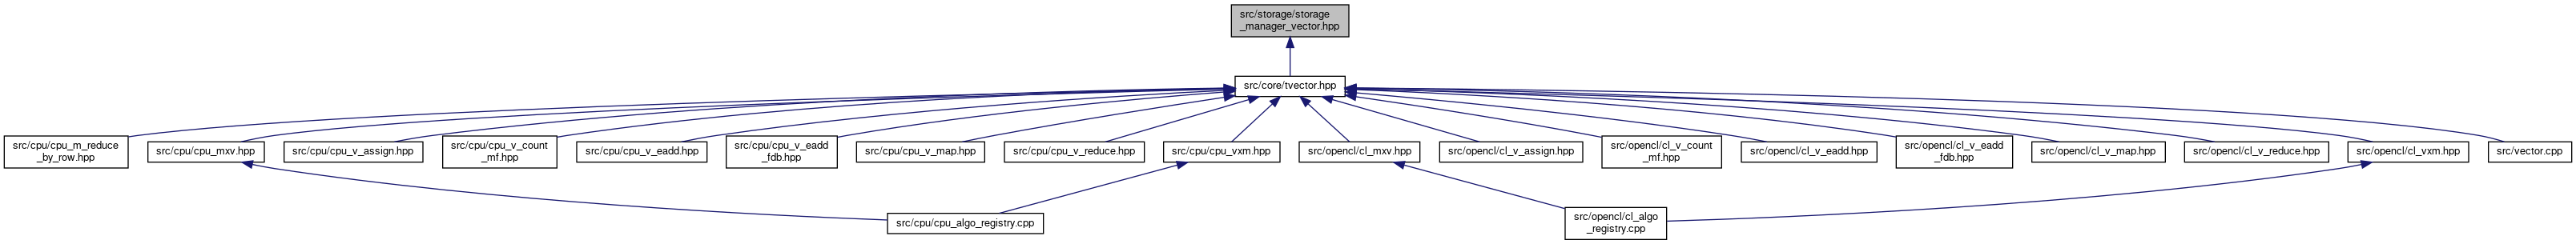 src/storage/storage
_manager_vector.hpp
src/core/tvector.hpp
src/cpu/cpu_m_reduce
_by_row.hpp
src/cpu/cpu_mxv.hpp
src/cpu/cpu_v_assign.hpp
src/cpu/cpu_v_count
_mf.hpp
src/cpu/cpu_v_eadd.hpp
src/cpu/cpu_v_eadd
_fdb.hpp
src/cpu/cpu_v_map.hpp
src/cpu/cpu_v_reduce.hpp
src/cpu/cpu_vxm.hpp
src/opencl/cl_mxv.hpp
src/opencl/cl_v_assign.hpp
src/opencl/cl_v_count
_mf.hpp
src/opencl/cl_v_eadd.hpp
src/opencl/cl_v_eadd
_fdb.hpp
src/opencl/cl_v_map.hpp
src/opencl/cl_v_reduce.hpp
src/opencl/cl_vxm.hpp
src/vector.cpp
src/cpu/cpu_algo_registry.cpp
src/opencl/cl_algo
_registry.cpp